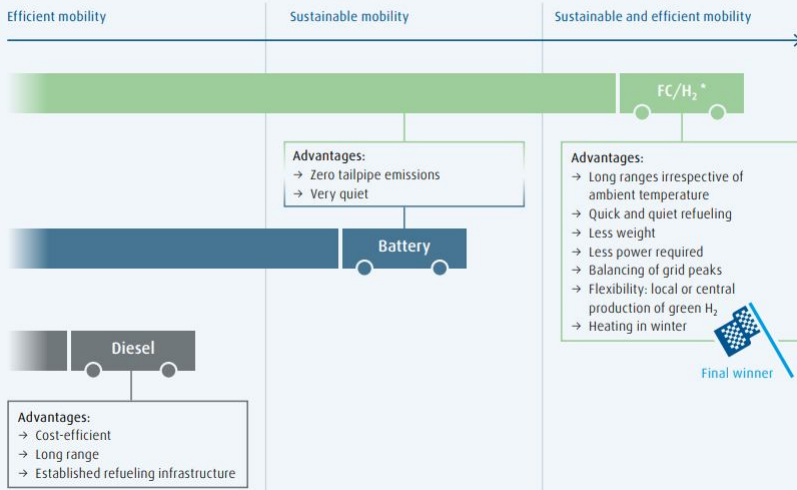 Efficient mobility
Sustainable mobility
Sustainable and efficient mobility
FC/H₂ *
Advantages:
→ Zero tailpipe emissions
→ Very quiet
Advantages:
→ Long ranges irrespective of
ambient temperature
→ Quick and quiet refueling
→ Less weight
→ Less power required
→ Balancing of grid peaks
→ Flexibility: local or central
production of green H₂
→ Heating in winter
Battery
Final winner
Diesel
Advantages:
→ Cost-efficient
→ Long range
→ Established refueling infrastructure